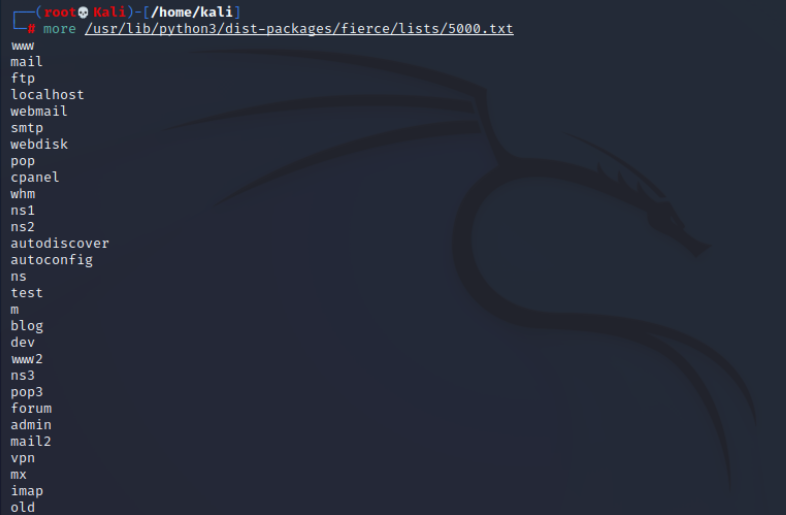 ┌──(root💀Kali)-[/home/kali]
└─# more /usr/lib/python3/dist-packages/fierce/lists/5000.txt
www
mail
ftp
localhost
webmail
smtp
webdisk
pop
cpanel
whm
ns1
ns2
autodiscover
autoconfig
ns
test
m
blog
dev
www2
ns3
pop3
forum
admin
mail2
vpn
mx
imap
old